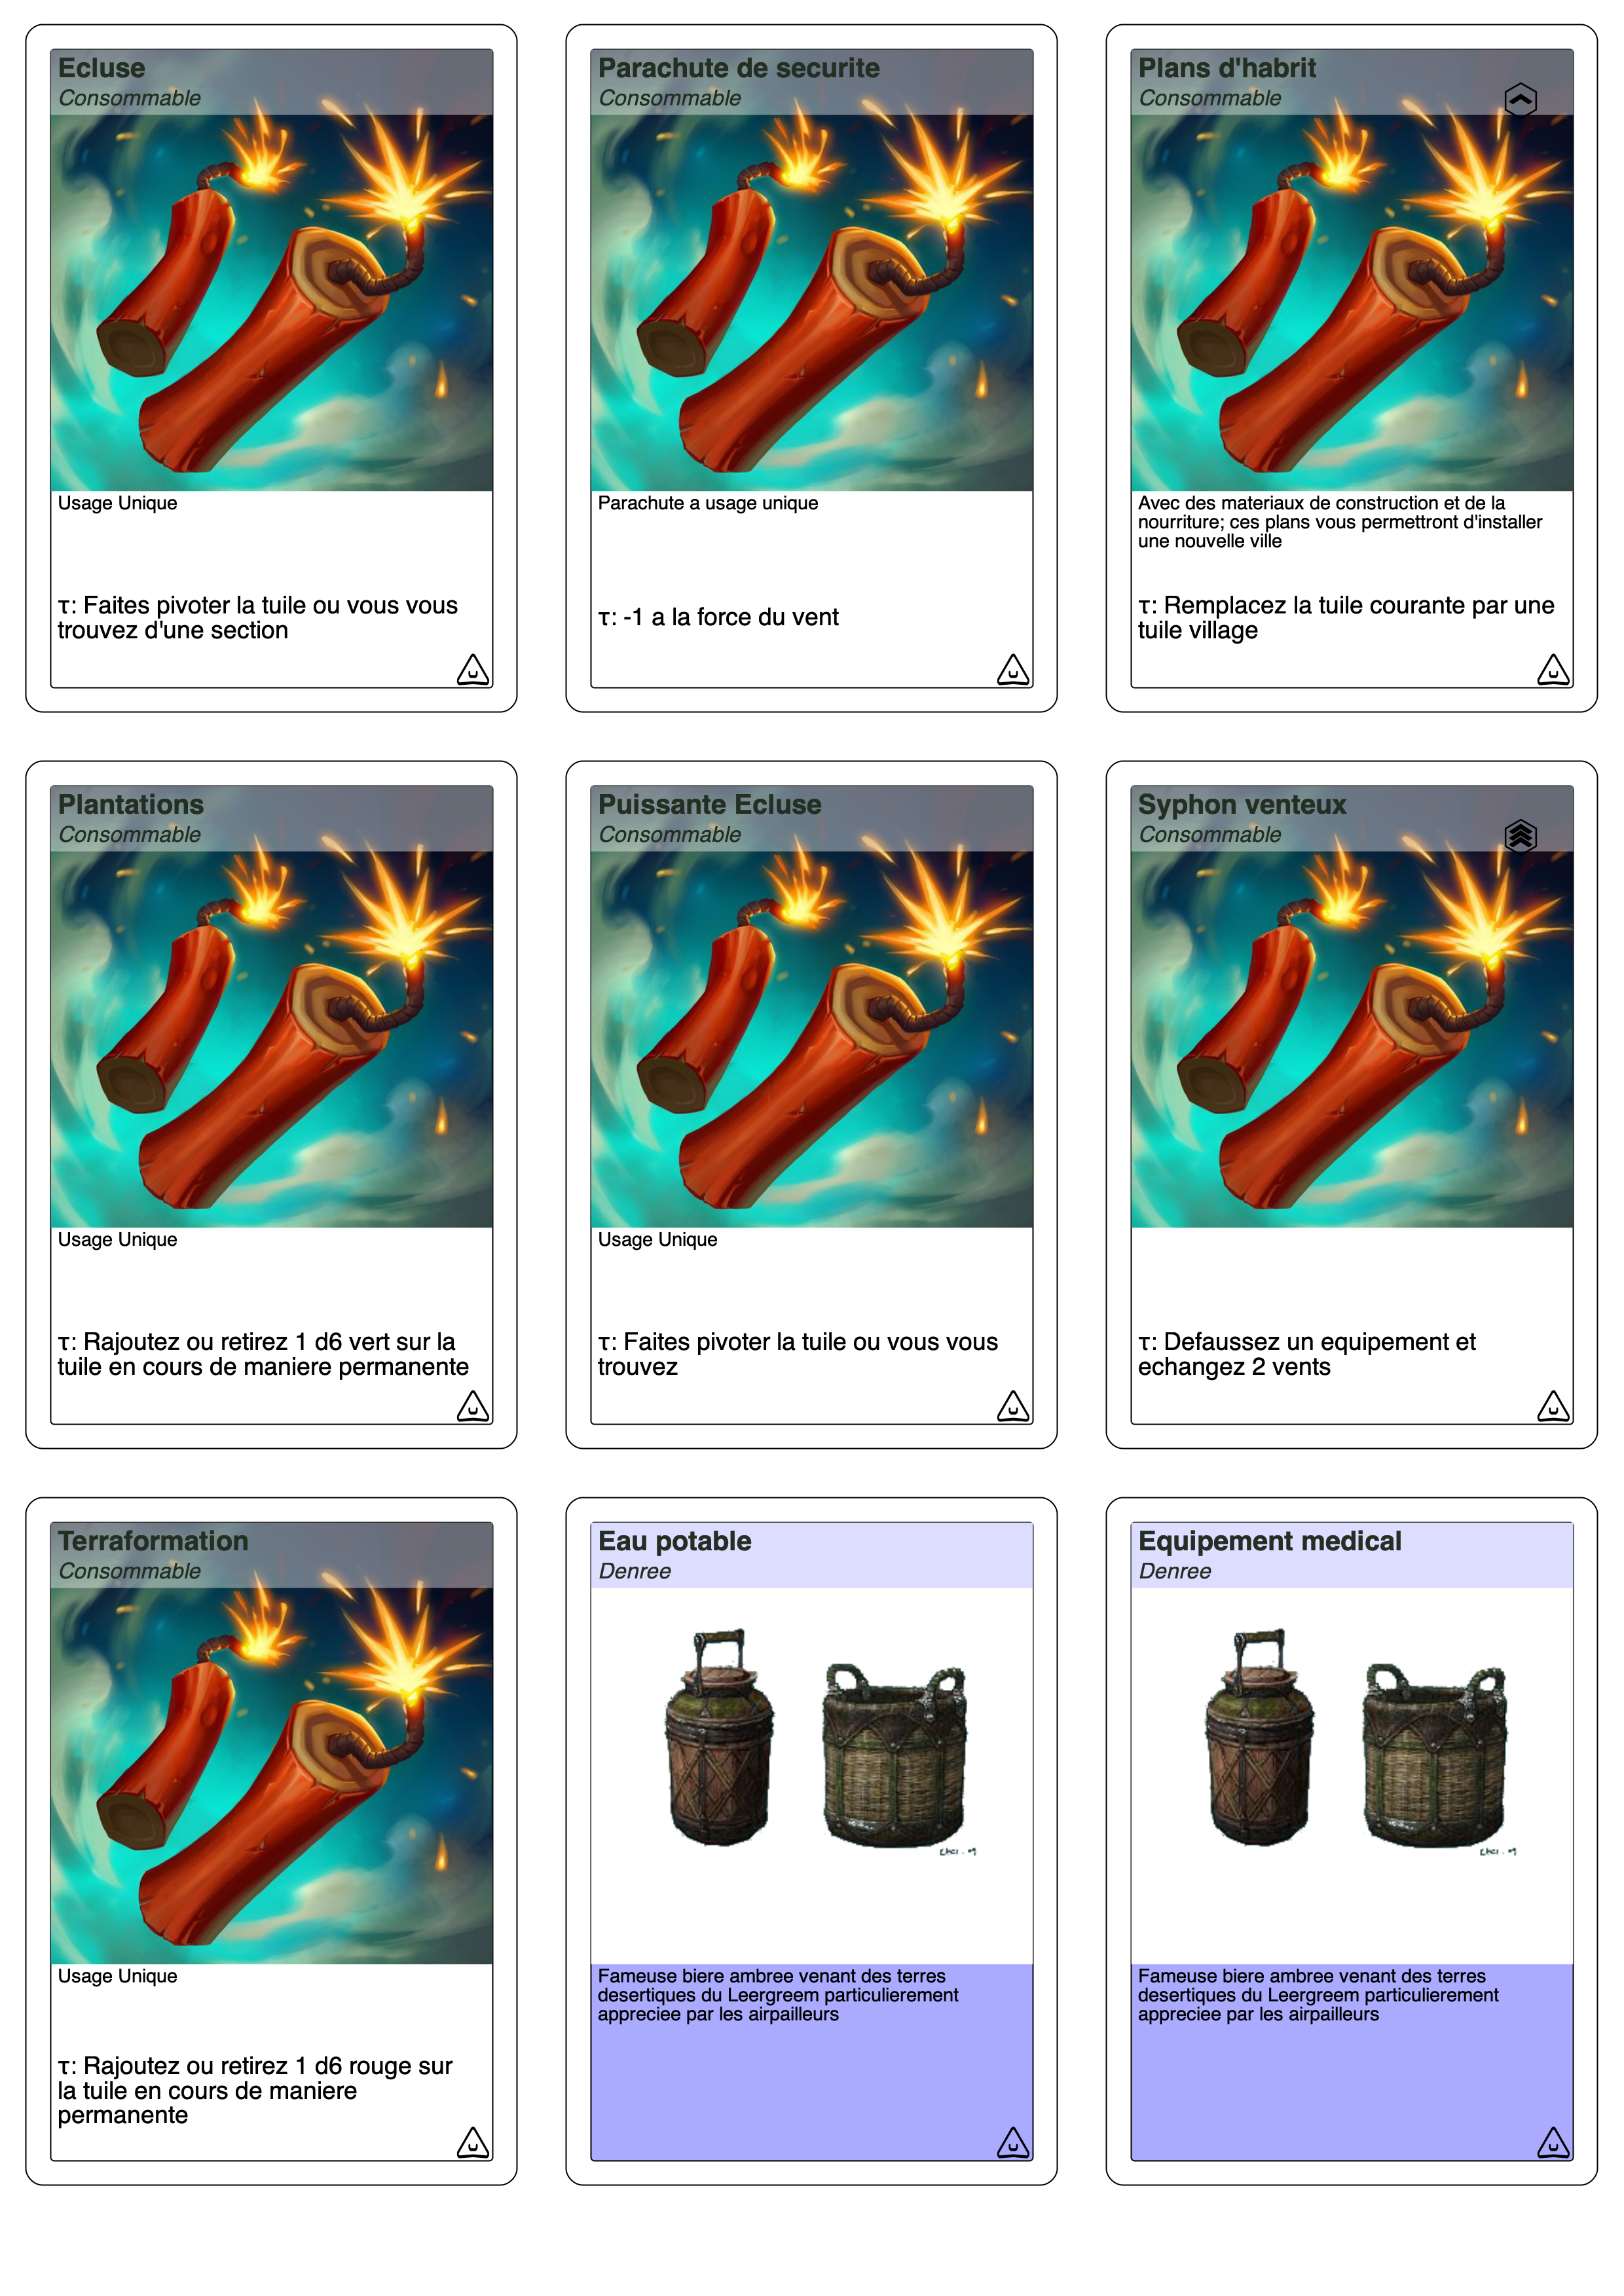 Ecluse
Consommable
Usage Unique
τ: Faites pivoter la tuile ou vous vous
trouvez d'une section
Parachute de securite
Consommable
Parachute a usage unique
τ: -1 a la force du vent
Plans d'habrit
Consommable
Avec des materiaux de construction et de la
nourriture; ces plans vous permettront d'installer
une nouvelle ville
τ: Remplacez la tuile courante par une
tuile village
Plantations
Consommable
Usage Unique
τ: Rajoutez ou retirez 1 d6 vert sur la
tuile en cours de maniere permanente
Puissante Ecluse
Consommable
Usage Unique
τ: Faites pivoter la tuile ou vous vous
trouvez
Syphon venteux
Consommable
τ: Defaussez un equipement et
echangez 2 vents
Terraformation
Consommable
Usage Unique
τ: Rajoutez ou retirez 1 d6 rouge sur
la tuile en cours de maniere
permanente
Eau potable
Denree
Fameuse biere ambree venant des terres
desertiques du Leergreem particulierement
appreciee par les airpailleurs
Equipement medical
Denree
Fameuse biere ambree venant des terres
desertiques du Leergreem particulierement
appreciee par les airpailleurs